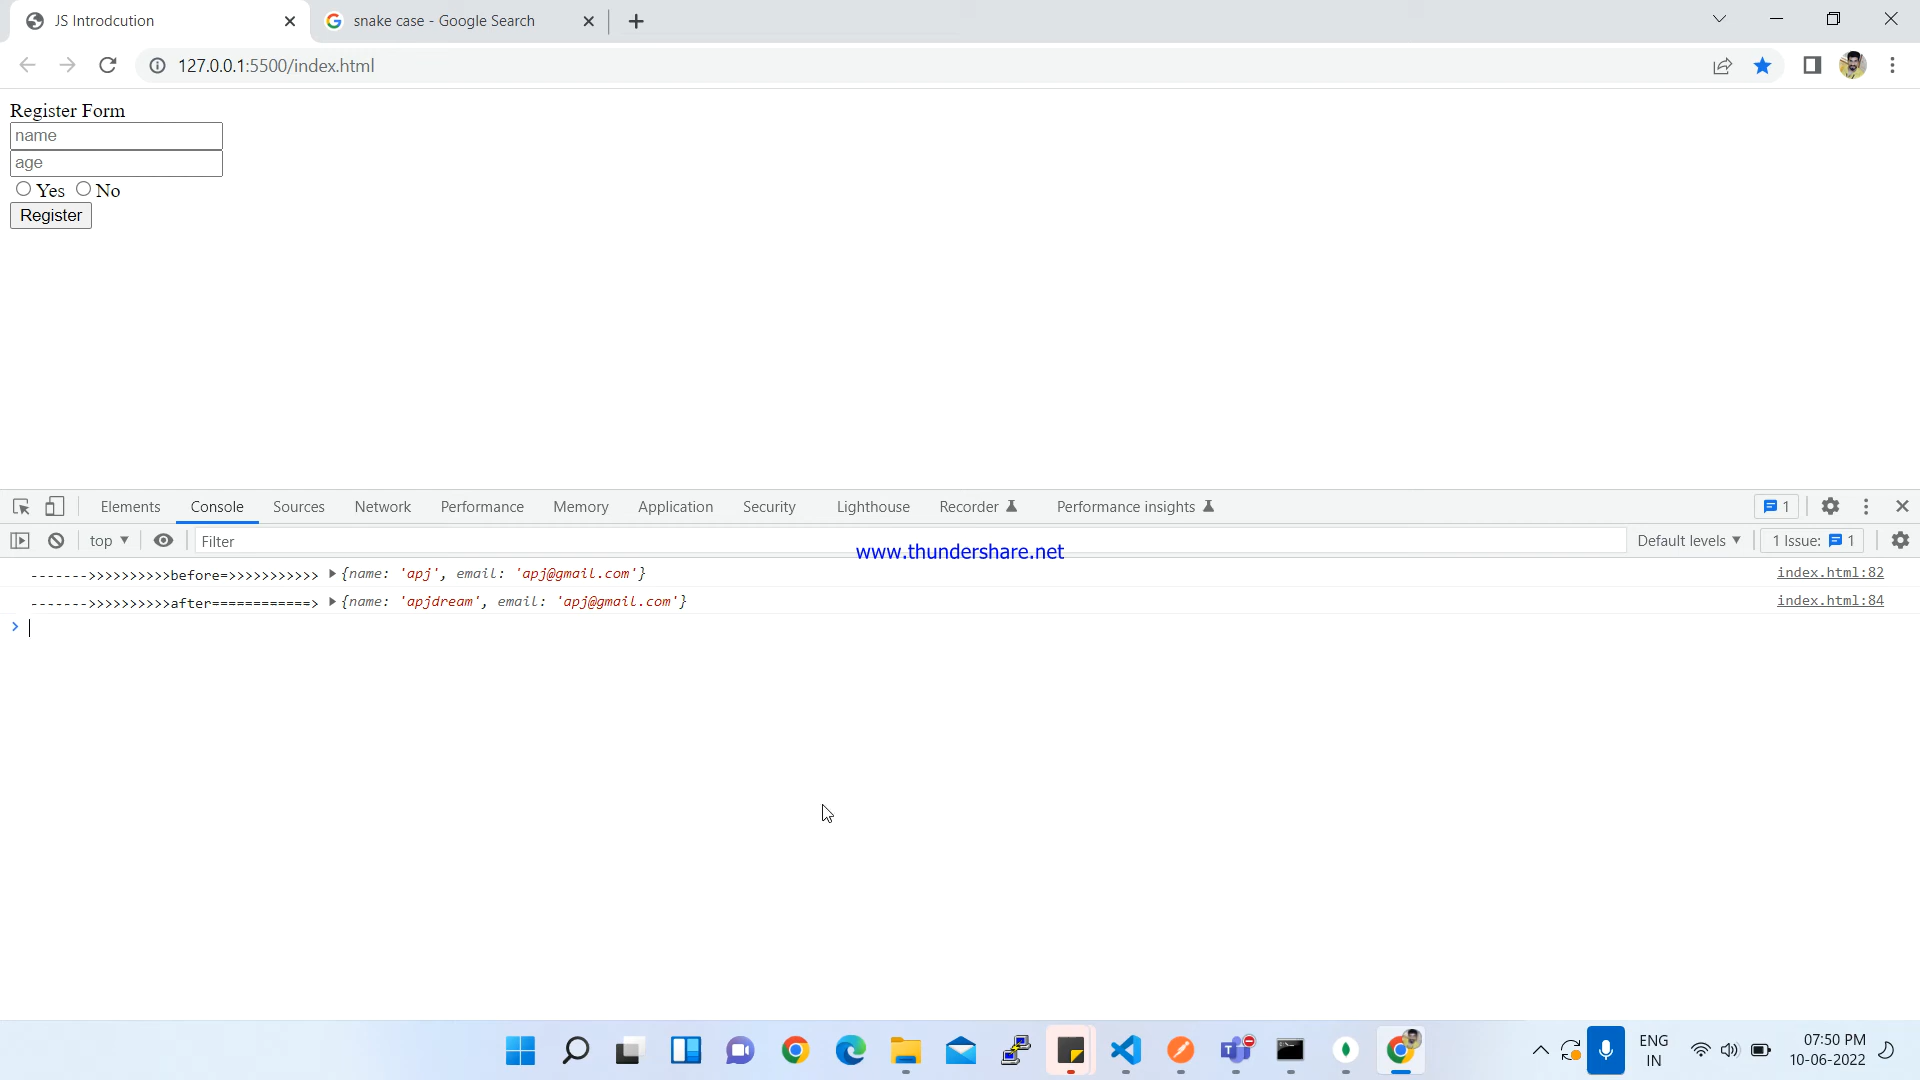 JS Introdcution
snake case - Google Search
127.0.0.1:5500/index.html
Register Form
name
age
Yes No
Register
Elements Console Sources Network Performance Memory Application Security Lighthouse Recorder Performance insights 1
top Filter Default levels 1 Issue: 1
www.thundershare.net
------->>>>>>>>>>before=>>>>>>>>>>> {name: 'apj', email: 'apj@gmail.com'} index.html:82
------->>>>>>>>>>after============> {name: 'apjdream', email: 'apj@gmail.com'} index.html:84
>
ENG 07:50 PM
IN 10-06-2022